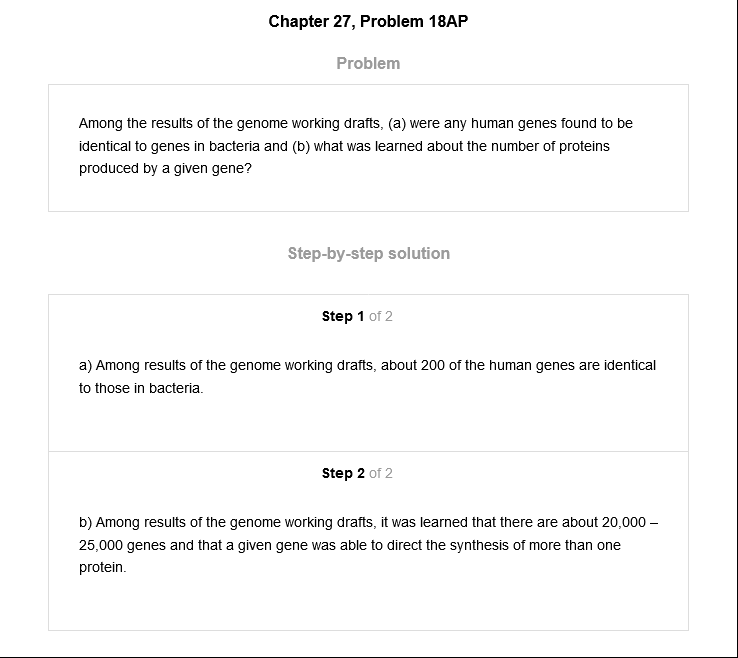 Chapter 27, Problem 18AP
Problem
Among the results of the genome working drafts, (a) were any human genes found to be
identical to genes in bacteria and (b) what was learned about the number of proteins
produced by a given gene?
Step-by-step solution
Step 1 of 2
a) Among results of the genome working drafts, about 200 of the human genes are identical
to those in bacteria.
Step 2 of 2
b) Among results of the genome working drafts, it was learned that there are about 20,000 –
25,000 genes and that a given gene was able to direct the synthesis of more than one
protein.